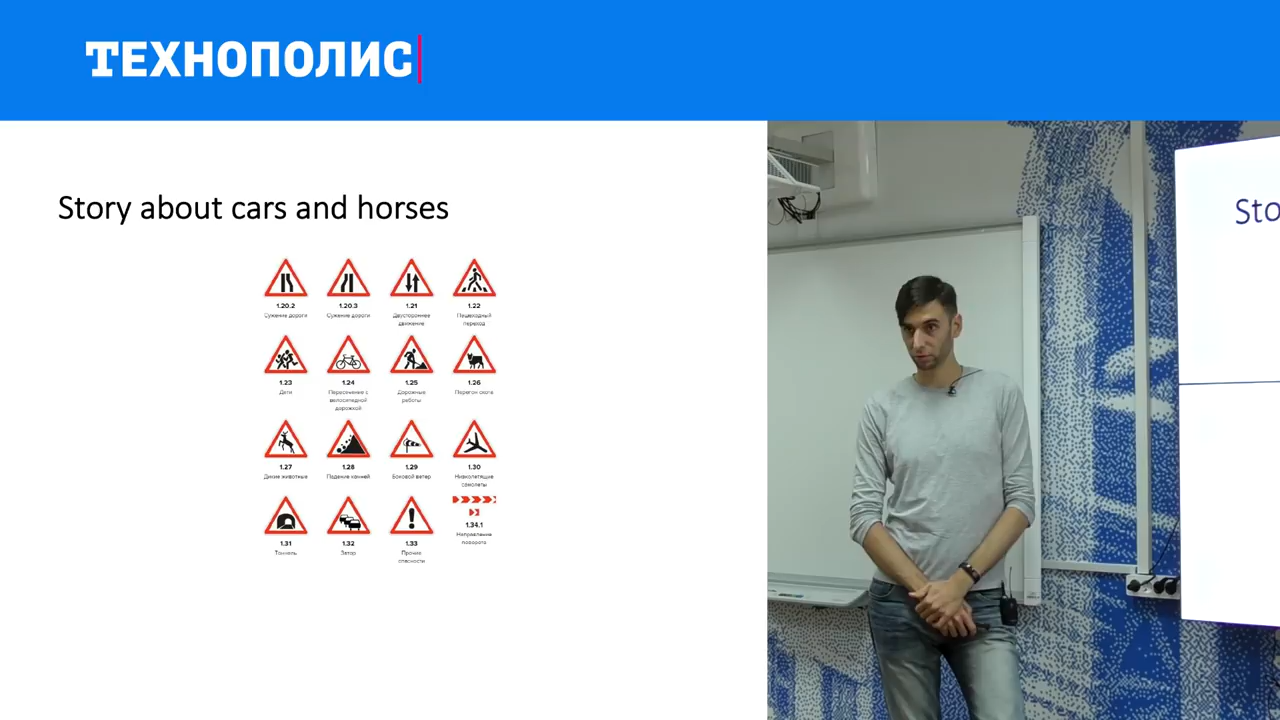 ТЕХНОПОЛИС
Story about cars and horses
1.20.2
Сужение дороги
1.20.3
Сужение дороги
1.21
Двустороннее
движение
1.22
Пешеходный
переход
1.23
Дети
1.24
Пересечение с
велосипедной
дорожкой
1.25
Дорожные
работы
1.26
Перегон скота
1.27
Дикие животные
1.28
Падение камней
1.29
Боковой ветер
1.30
Низколетящие
самолеты
1.31
Тоннель
1.32
Затор
1.33
Прочие
опасности
1.34.1
Направление
поворота
Sto